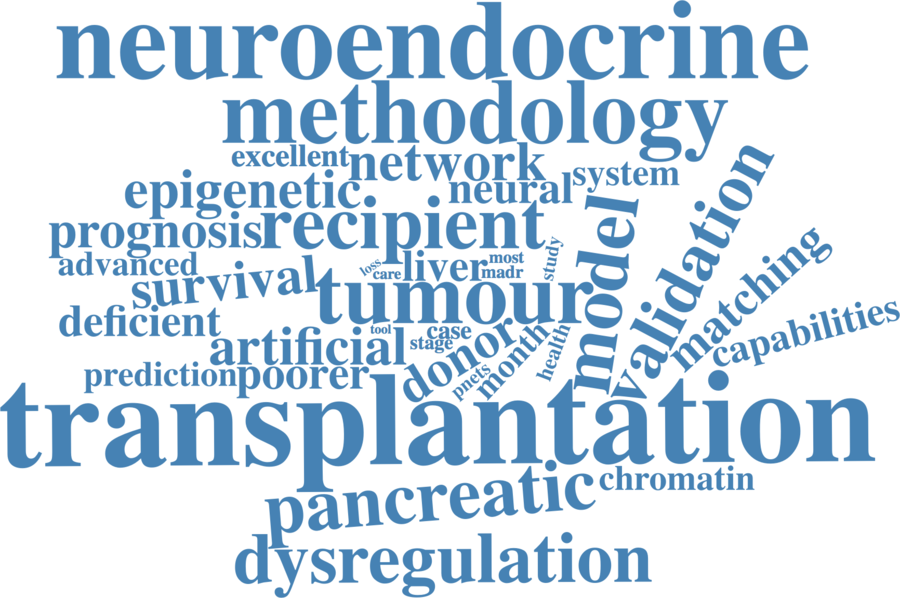 neuroendocrine
methodology
excellent
network
system
epigenetic
neural
prognosis
recipient
model
validation
advanced
survival
loss
care
liver
most
madr
study
matching
tumour
deficient
artificial
tool
case
stage
donor
month
health
capabilities
prediction
poorer
pnets
transplantation
pancreatic
chromatin
dysregulation